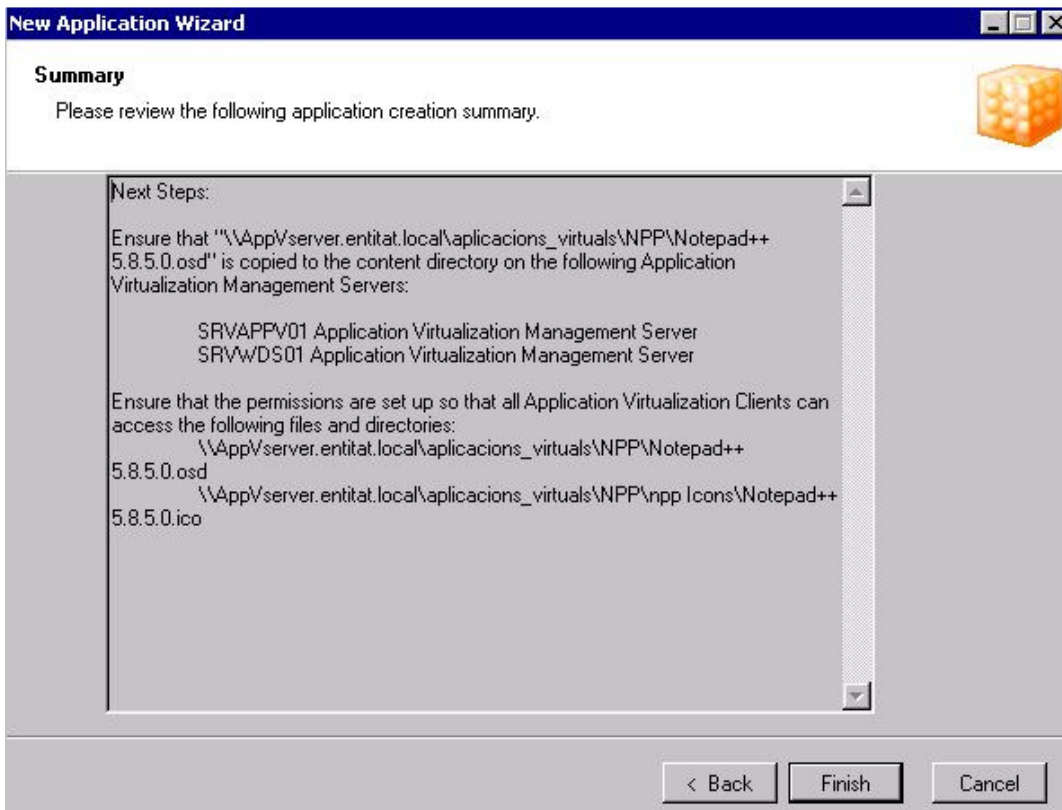 New Application Wizard
Summary
Please review the following application creation summary.
Next Steps:
Ensure that "\\AppVserver.entitat.local\aplicacions_virtuals\NPP\Notepad++
5.8.5.0.osd" is copied to the content directory on the following Application
Virtualization Management Servers:
SRVAPPV01 Application Virtualization Management Server
SRVWDS01 Application Virtualization Management Server
Ensure that the permissions are set up so that all Application Virtualization Clients can
access the following files and directories:
\\AppVserver.entitat.local\aplicacions_virtuals\NPP\Notepad++
5.8.5.0.osd
\\AppVserver.entitat.local\aplicacions_virtuals\NPP\npp Icons\Notepad++
5.8.5.0.ico
< Back Finish Cancel